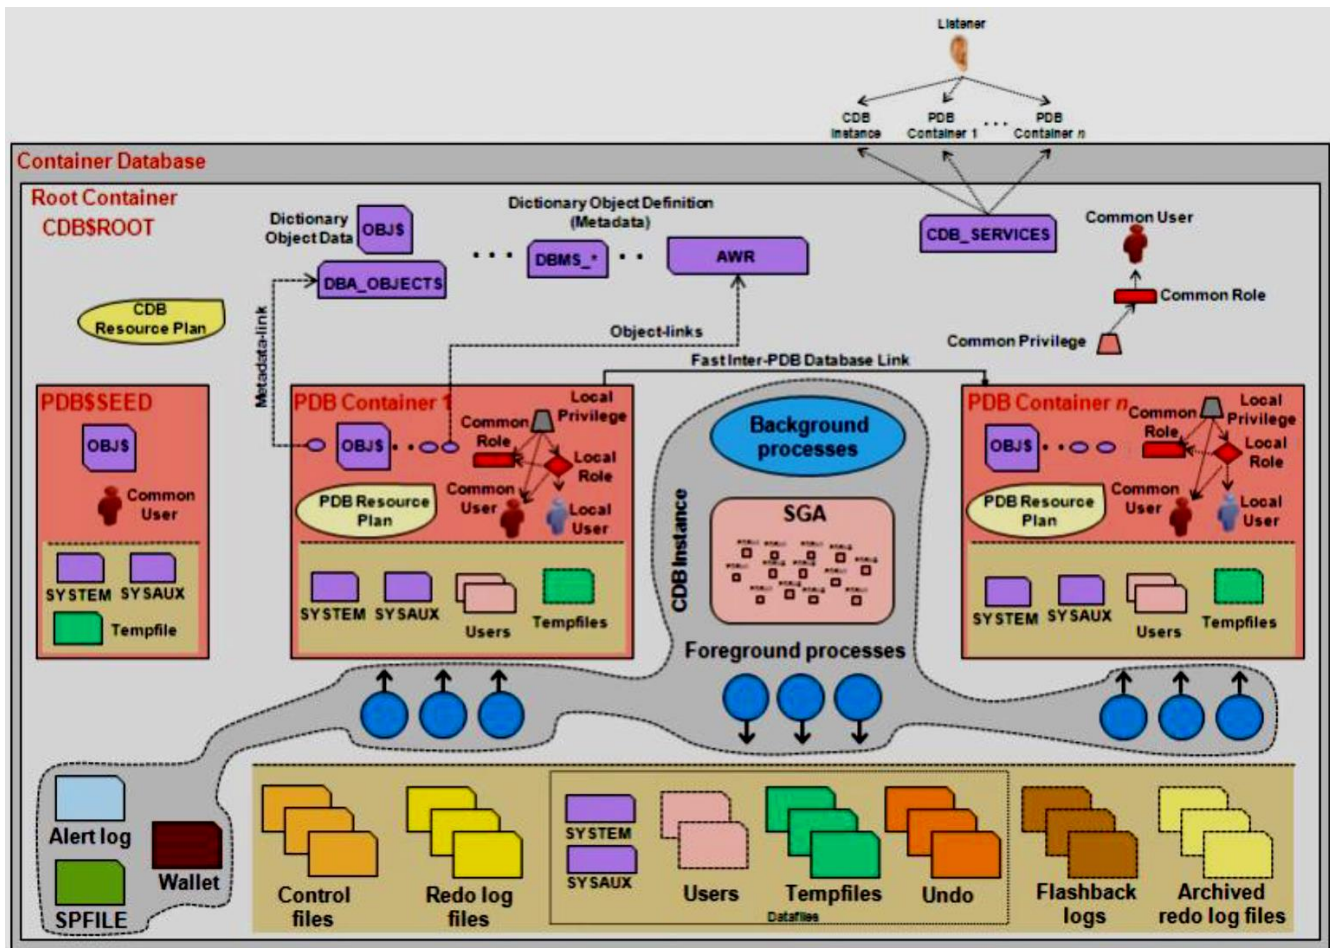 Listener
CDB
Instance
PDB
Container 1
. . .
PDB
Container n
Container Database
Root Container
CDB$ROOT
Dictionary
Object Data
OBJ$
DBA_OBJECTS
Dictionary Object Definition
(Metadata)
. . .
DBMS_*
. .
AWR
CDB_SERVICES
Common User
Common Role
Common Privilege
CDB
Resource Plan
Metadata-link
Object-links
Fast Inter-PDB Database Link
PDB$SEED
OBJ$
Common
User
SYSTEM
SYSAUX
Tempfile
PDB Container 1
OBJ$
Common
Role
Local
Privilege
Local
Role
Common
User
Local
User
PDB Resource
Plan
SYSTEM
SYSAUX
Users
Tempfiles
CDB Instance
Background
processes
SGA
Foreground processes
PDB Container n
OBJ$
Common
Role
Local
Privilege
Local
Role
Common
User
Local
User
PDB Resource
Plan
SYSTEM
SYSAUX
Users
Tempfiles
Alert log
SPFILE
Wallet
Control
files
Redo log
files
SYSTEM
SYSAUX
Users
Tempfiles
Undo
Datafiles
Flashback
logs
Archived
redo log files